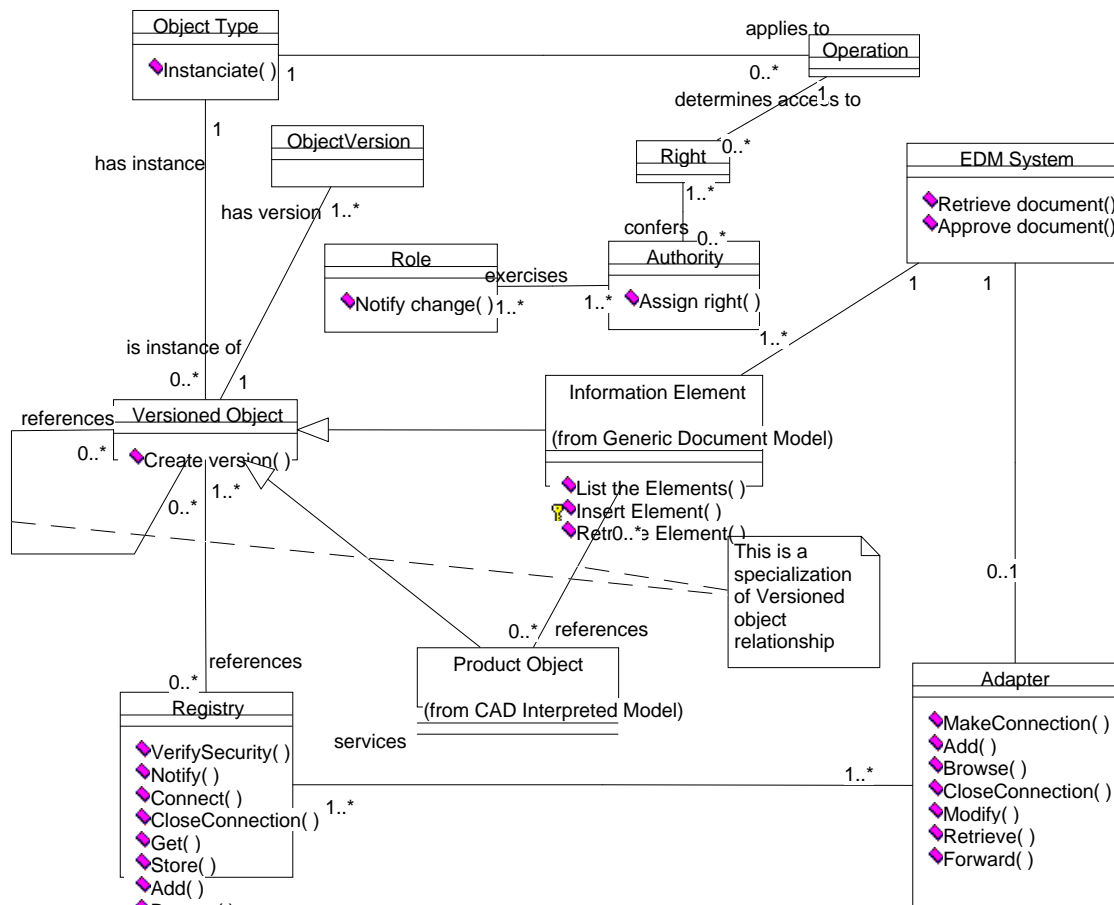 Object Type
Instanciate( )
1
applies to
0..*
Operation
1
determines access to
0..*
Right
1..*
confers
0..*
Authority
Assign right( )
1..*
exercises
1..*
Role
Notify change( )
1
has instance
ObjectVersion
has version
1..*
is instance of
0..*
1
EDM System
Retrieve document()
Approve document()
1
1
1..*
Information Element
(from Generic Document Model)
List the Elements( )
Insert Element( )
Retr
e Element( )
0..*
references
0..*
Versioned Object
Create version( )
0..*
1..*
This is a
specialization
of Versioned
object
relationship
0..1
0..*
references
Product Object
(from CAD Interpreted Model)
references
0..*
Registry
VerifySecurity( )
Notify( )
Connect( )
CloseConnection( )
Get( )
Store( )
Add( )
services
1..*
1..*
Adapter
MakeConnection( )
Add( )
Browse( )
CloseConnection( )
Modify( )
Retrieve( )
Forward( )